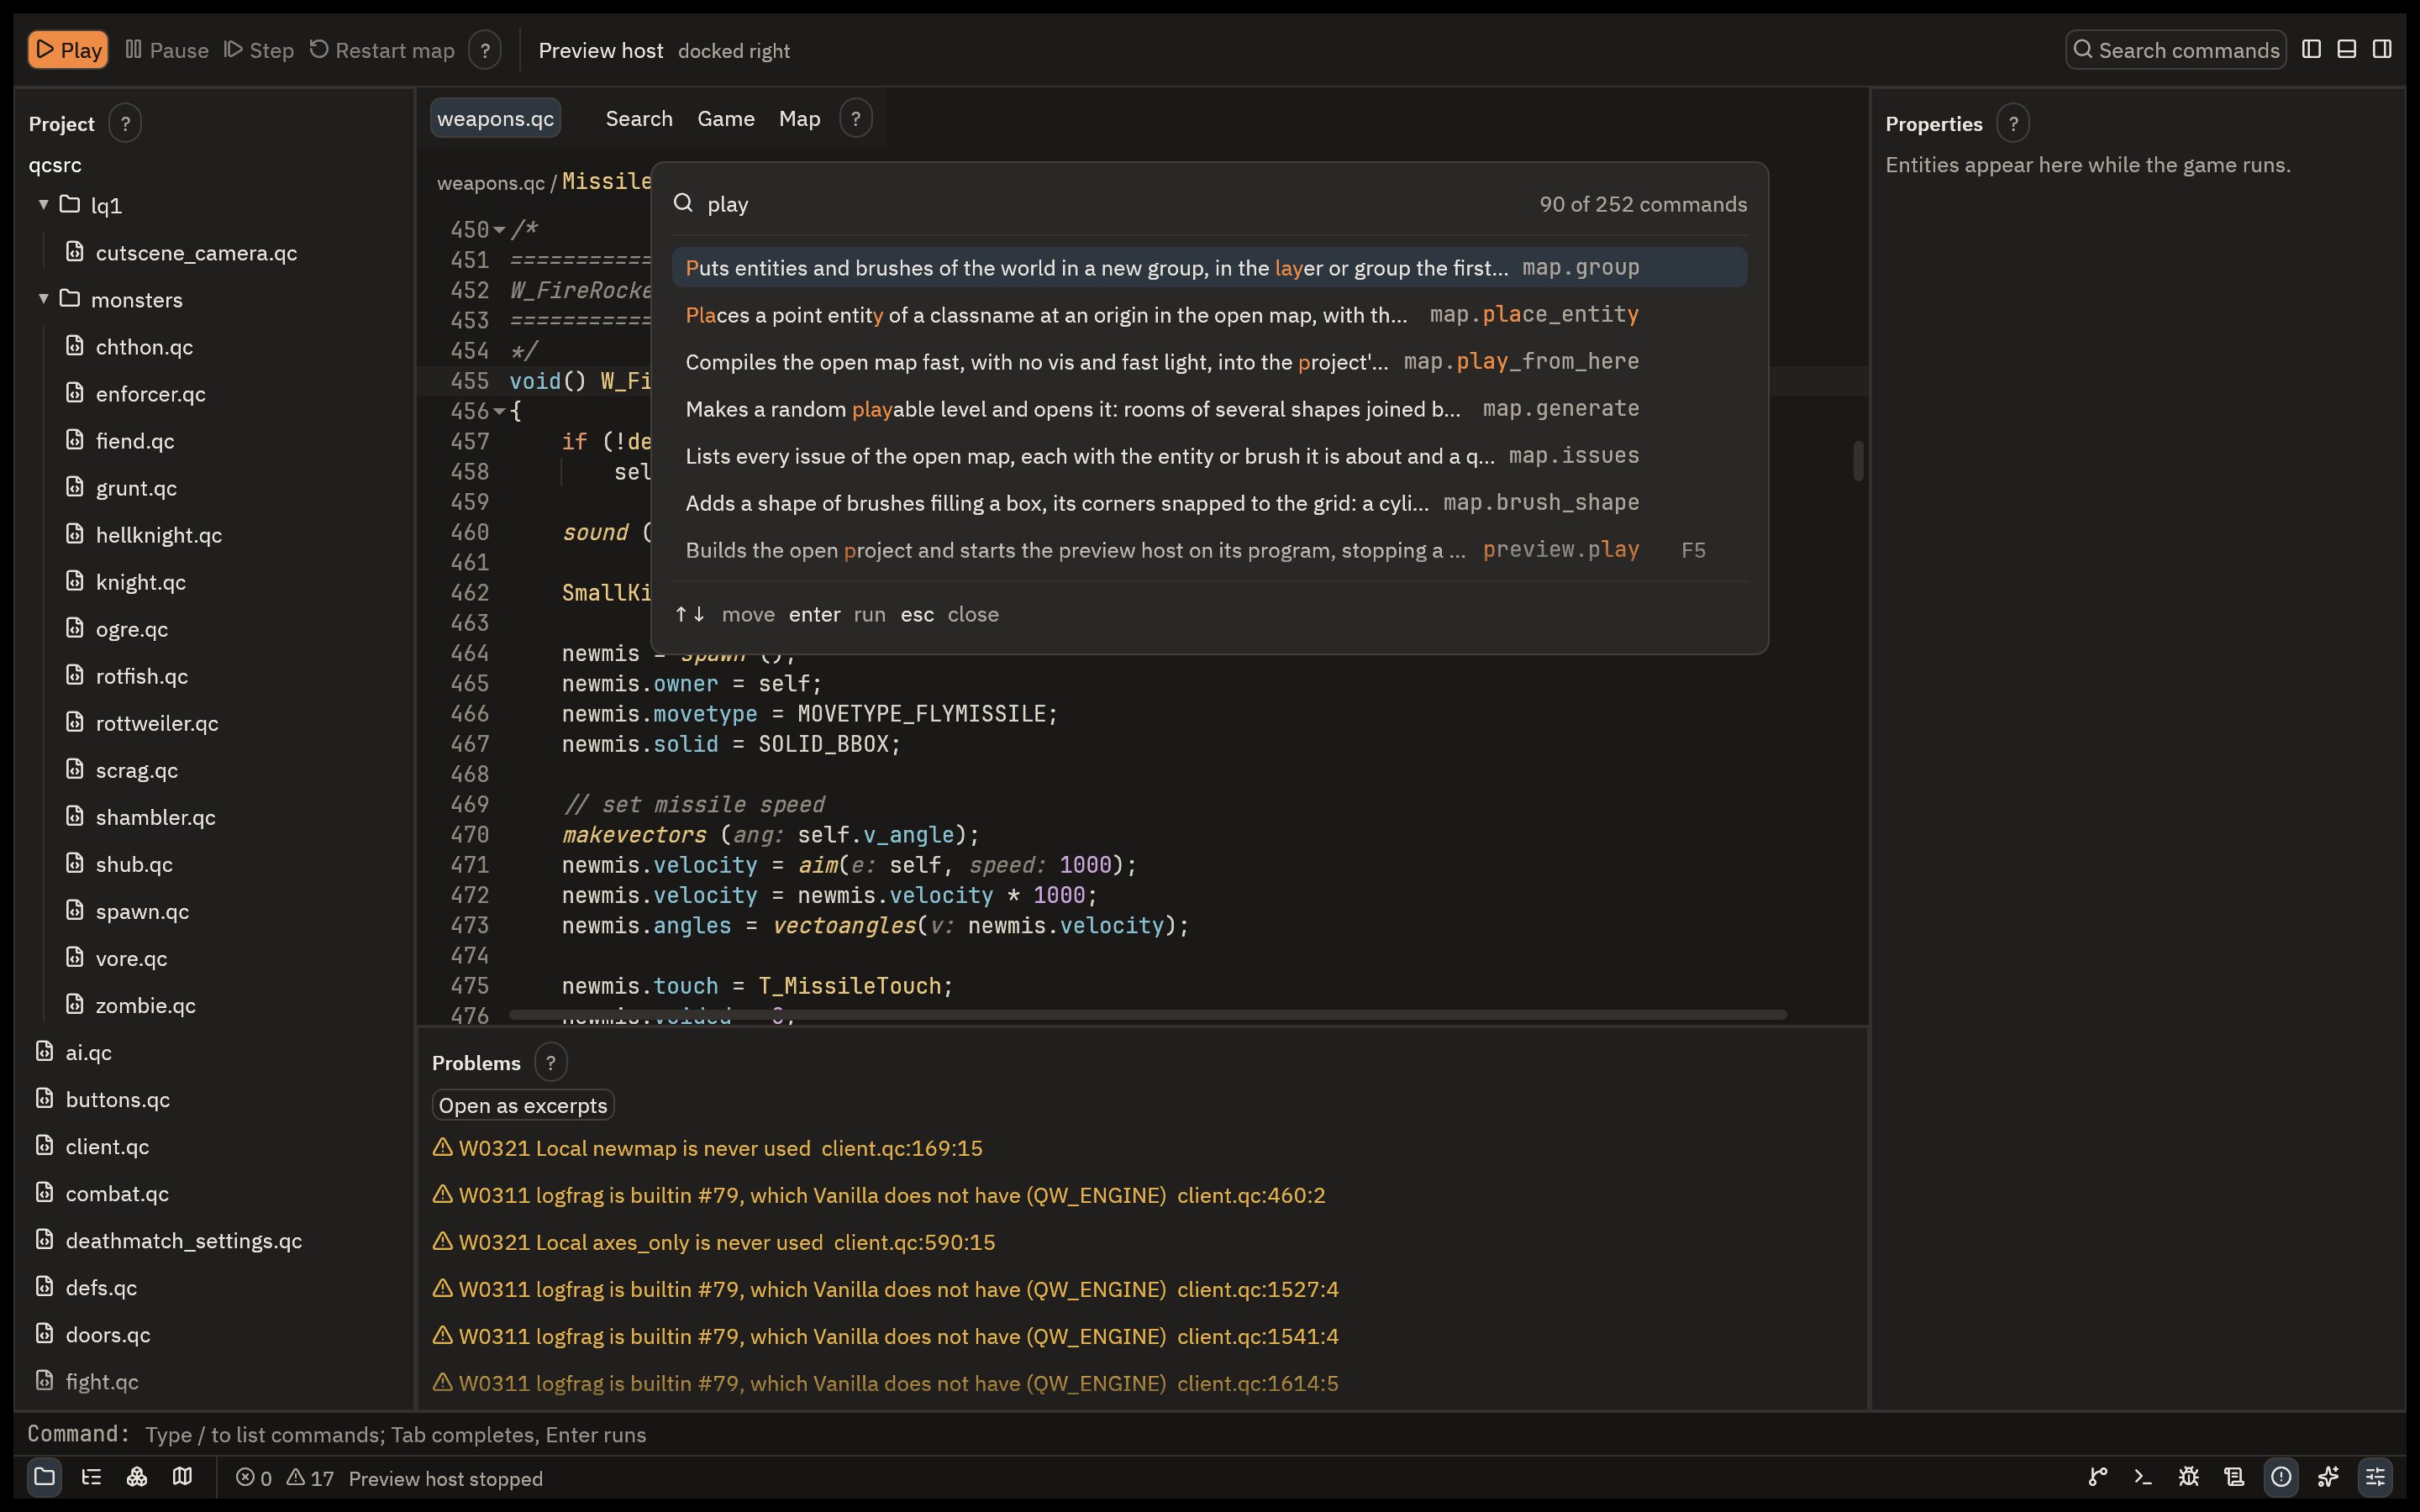 Play Pause Step Restart map ? Preview host docked right Search commands
Project ?
qcsrc
lq1
cutscene_camera.qc
monsters
chthon.qc
enforcer.qc
fiend.qc
grunt.qc
hellknight.qc
knight.qc
ogre.qc
rotfish.qc
rottweiler.qc
scrag.qc
shambler.qc
shub.qc
spawn.qc
vore.qc
zombie.qc
ai.qc
buttons.qc
client.qc
combat.qc
deathmatch_settings.qc
defs.qc
doors.qc
fight.qc
weapons.qc Search Game Map ?
weapons.qc / Missile
play 90 of 252 commands
Puts entities and brushes of the world in a new group, in the layer or group the first... map.group
Places a point entity of a classname at an origin in the open map, with th... map.place_entity
Compiles the open map fast, with no vis and fast light, into the project'... map.play_from_here
Makes a random playable level and opens it: rooms of several shapes joined b... map.generate
Lists every issue of the open map, each with the entity or brush it is about and a q... map.issues
Adds a shape of brushes filling a box, its corners snapped to the grid: a cyli... map.brush_shape
Builds the open project and starts the preview host on its program, stopping a ... preview.play F5
↑↓ move enter run esc close
450 /*
451 ===========
452 W_FireRocke
453 ===========
454 */
455 void() W_Fi
456 {
457 if (!de
458 sel
459
460 sound (
461
462 SmallKi
463
464 newmis = spawn ();
465 newmis.owner = self;
466 newmis.movetype = MOVETYPE_FLYMISSILE;
467 newmis.solid = SOLID_BBOX;
468
469 // set missile speed
470 makevectors (ang: self.v_angle);
471 newmis.velocity = aim(e: self, speed: 1000);
472 newmis.velocity = newmis.velocity * 1000;
473 newmis.angles = vectoangles(v: newmis.velocity);
474
475 newmis.touch = T_MissileTouch;
476 newmis.voided = 0;
Problems ?
Open as excerpts
W0321 Local newmap is never used client.qc:169:15
W0311 logfrag is builtin #79, which Vanilla does not have (QW_ENGINE) client.qc:460:2
W0321 Local axes_only is never used client.qc:590:15
W0311 logfrag is builtin #79, which Vanilla does not have (QW_ENGINE) client.qc:1527:4
W0311 logfrag is builtin #79, which Vanilla does not have (QW_ENGINE) client.qc:1541:4
W0311 logfrag is builtin #79, which Vanilla does not have (QW_ENGINE) client.qc:1614:5
Properties ?
Entities appear here while the game runs.
Command: Type / to list commands; Tab completes, Enter runs
0 17 Preview host stopped